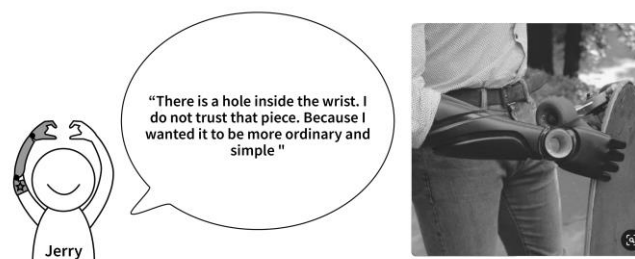 “There is a hole inside the wrist. I
do not trust that piece. Because I
wanted it to be more ordinary and
simple "
Jerry